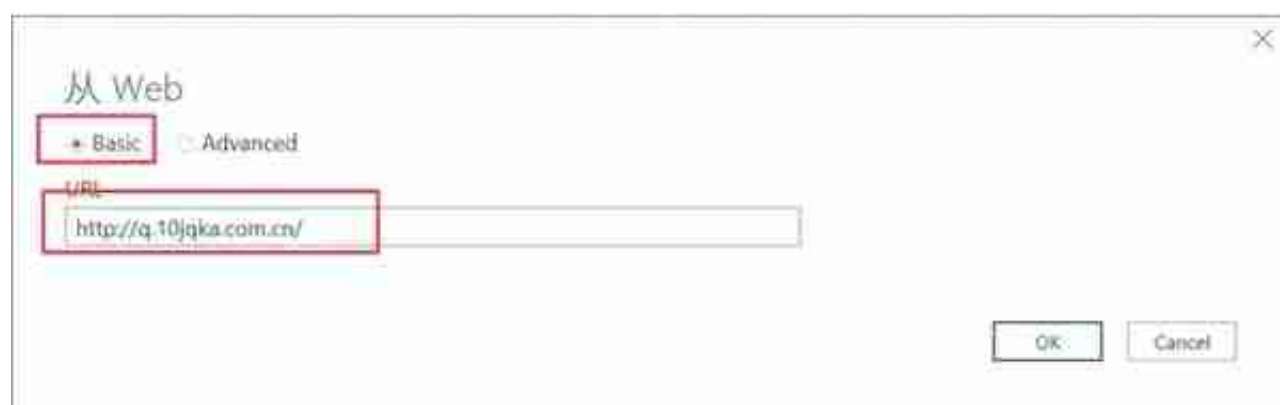 从 Web
Basic Advanced
URL
http://q.10jqka.com.cn/
OK Cancel